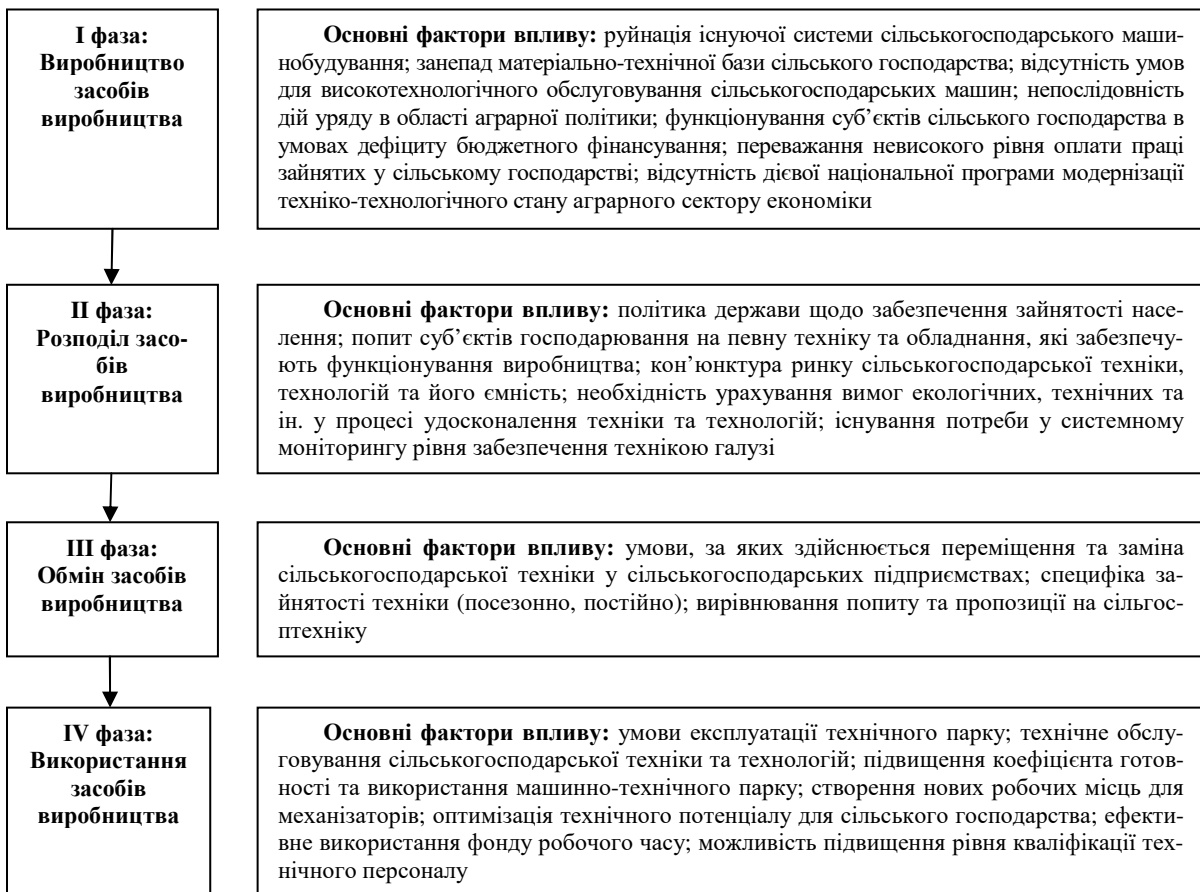 I фаза:
Виробництво
засобів
виробництва
Основні фактори впливу: руйнація існуючої системи сільськогосподарського маши-
нобудування; занепад матеріально-технічної бази сільського господарства; відсутність умов
для високотехнологічного обслуговування сільськогосподарських машин; непослідовність
дій уряду в області аграрної політики; функціонування суб’єктів сільського господарства в
умовах дефіциту бюджетного фінансування; переважання невисокого рівня оплати праці
зайнятих у сільському господарстві; відсутність дієвої національної програми модернізації
техніко-технологічного стану аграрного сектору економіки
II фаза:
Розподіл засо-
бів
виробництва
Основні фактори впливу: політика держави щодо забезпечення зайнятості насе-
лення; попит суб’єктів господарювання на певну техніку та обладнання, які забезпечу-
ють функціонування виробництва; кон’юнктура ринку сільськогосподарської техніки,
технологій та його ємність; необхідність урахування вимог екологічних, технічних та
ін. у процесі удосконалення техніки та технологій; існування потреби у системному
моніторингу рівня забезпечення технікою галузі
III фаза:
Обмін засобів
виробництва
Основні фактори впливу: умови, за яких здійснюється переміщення та заміна
сільськогосподарської техніки у сільськогосподарських підприємствах; специфіка за-
йнятості техніки (посезонно, постійно); вирівнювання попиту та пропозиції на сільгос-
птехніку
IV фаза:
Використання
засобів
виробництва
Основні фактори впливу: умови експлуатації технічного парку; технічне обслу-
говування сільськогосподарської техніки та технологій; підвищення коефіцієнта готов-
ності та використання машинно-технічного парку; створення нових робочих місць для
механізаторів; оптимізація технічного потенціалу для сільського господарства; ефекти-
вне використання фонду робочого часу; можливість підвищення рівня кваліфікації тех-
нічного персоналу